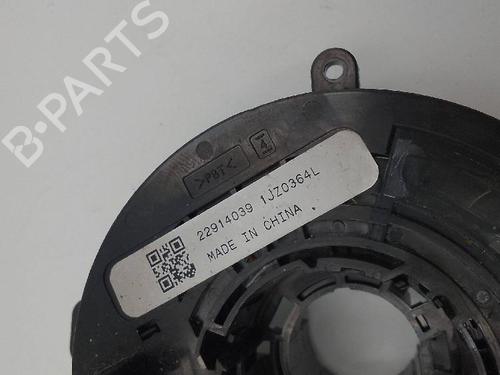 B-PARTS
>PBT<
4
22914039 1JZ0364L
MADE IN CHINA .